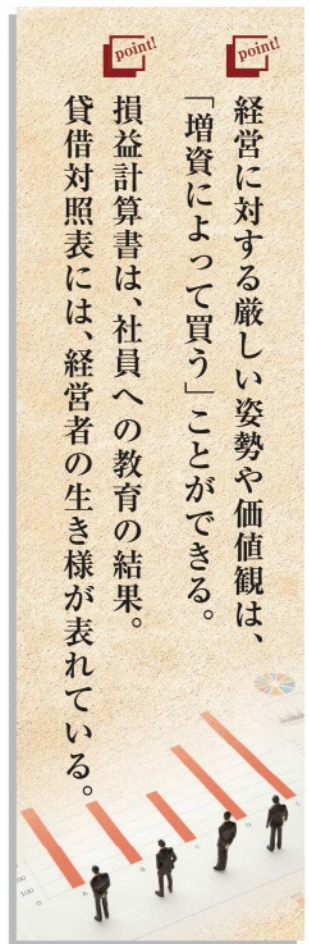 point!
経営に対する厳しい姿勢や価値観は、
「増資によって買う」ことができる。
point!
損益計算書は、社員への教育の結果。
貸借対照表には、経営者の生き様が表れている。